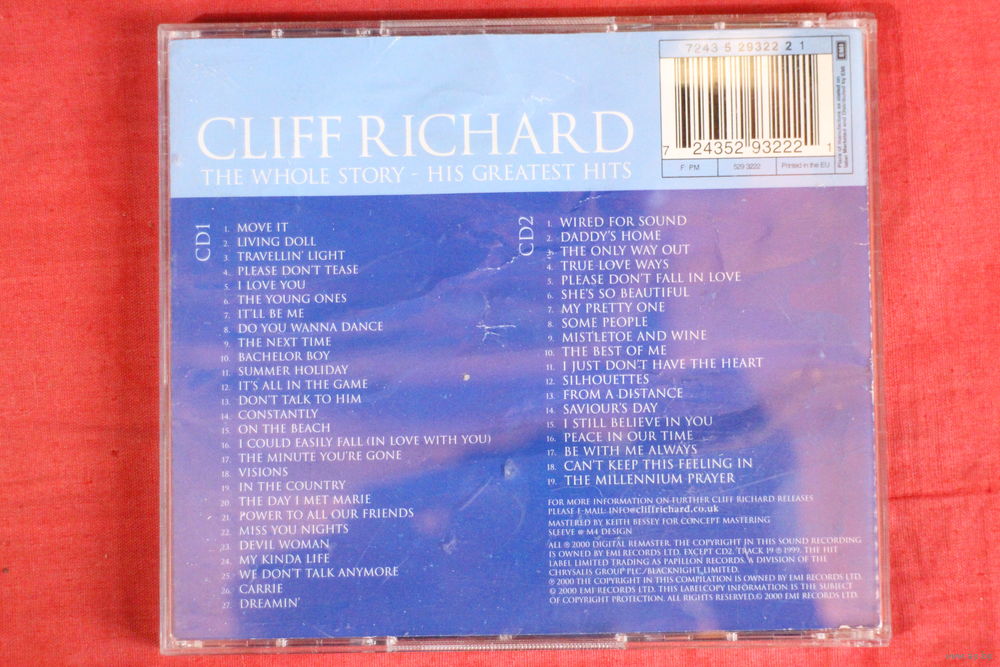 7243 5 29322 2 1
EMI
7 24352 93222 1
F: PM
529 3222
Printed in the EU
CLIFF RICHARD
THE WHOLE STORY - HIS GREATEST HITS
CD1
1. MOVE IT
2. LIVING DOLL
3. TRAVELLIN' LIGHT
4. PLEASE DON'T TEASE
5. I LOVE YOU
6. THE YOUNG ONES
7. IT'LL BE ME
8. DO YOU WANNA DANCE
9. THE NEXT TIME
10. BACHELOR BOY
11. SUMMER HOLIDAY
12. IT'S ALL IN THE GAME
13. DON'T TALK TO HIM
14. CONSTANTLY
15. ON THE BEACH
16. I COULD EASILY FALL (IN LOVE WITH YOU)
17. THE MINUTE YOU'RE GONE
18. VISIONS
19. IN THE COUNTRY
20. THE DAY I MET MARIE
21. POWER TO ALL OUR FRIENDS
22. MISS YOU NIGHTS
23. DEVIL WOMAN
24. MY KINDA LIFE
25. WE DON'T TALK ANYMORE
26. CARRIE
27. DREAMIN'
CD2
1. WIRED FOR SOUND
2. DADDY'S HOME
3. THE ONLY WAY OUT
4. TRUE LOVE WAYS
5. PLEASE DON'T FALL IN LOVE
6. SHE'S SO BEAUTIFUL
7. MY PRETTY ONE
8. SOME PEOPLE
9. MISTLETOE AND WINE
10. THE BEST OF ME
11. I JUST DON'T HAVE THE HEART
12. SILHOUETTES
13. FROM A DISTANCE
14. SAVIOUR'S DAY
15. I STILL BELIEVE IN YOU
16. PEACE IN OUR TIME
17. BE WITH ME ALWAYS
18. CAN'T KEEP THIS FEELING IN
19. THE MILLENNIUM PRAYER
FOR MORE INFORMATION ON FURTHER CLIFF RICHARD RELEASES
PLEASE E-MAIL: INFO@cliffrichard.co.uk
MASTERED BY KEITH BESSEY FOR CONCEPT MASTERING
SLEEVE @ M4 DESIGN
ALL ℗ 2000 DIGITAL REMASTER. THE COPYRIGHT IN THIS SOUND RECORDING
IS OWNED BY EMI RECORDS LTD. EXCEPT CD2, TRACK 19 ℗ 1999. THE HIT
LABEL LIMITED TRADING AS PAPILLON RECORDS. A DIVISION OF THE
CHRYSALIS GROUP PLC./BLACKNIGHT LIMITED.
℗ 2000 THE COPYRIGHT IN THIS COMPILATION IS OWNED BY EMI RECORDS LTD.
© 2000 EMI RECORDS LTD. THIS LABELCOPY INFORMATION IS THE SUBJECT
OF COPYRIGHT PROTECTION. ALL RIGHTS RESERVED.© 2000 EMI RECORDS LTD.